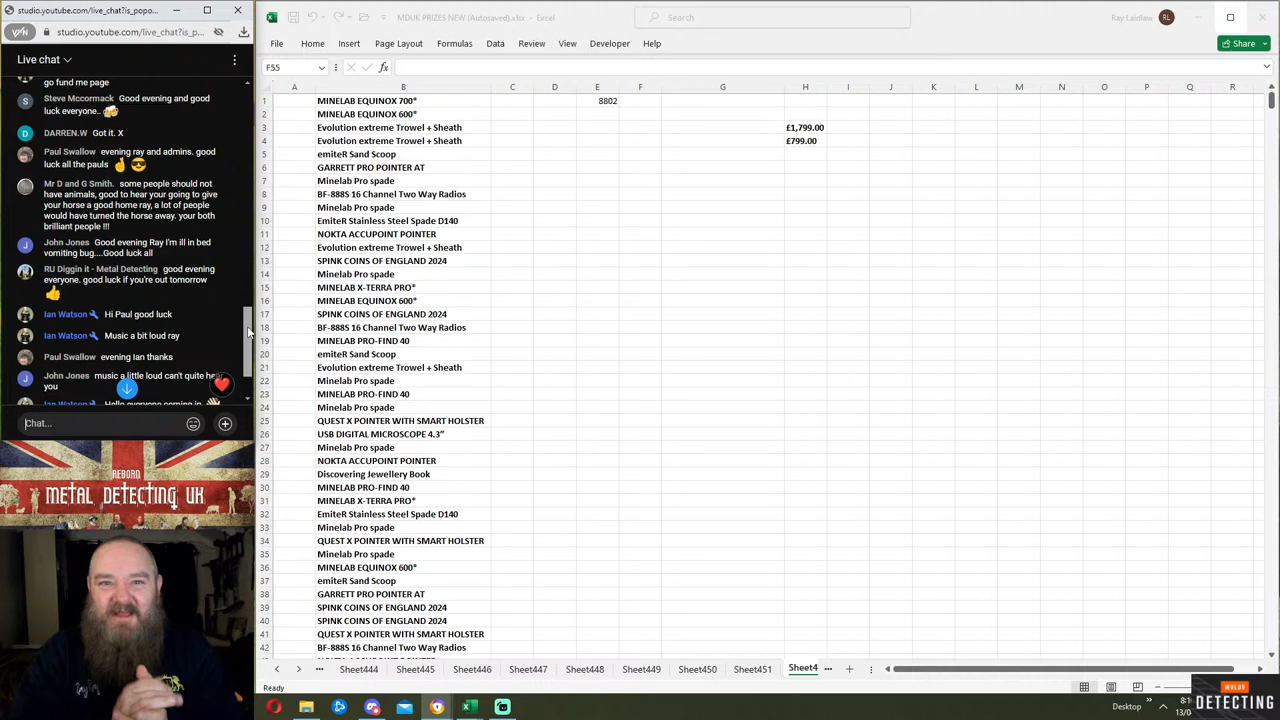 studio.youtube.com/live_chat?is_popo...
studio.youtube.com/live_chat?is_p...
Live chat
go fund me page
Steve Mccormack Good evening and good
luck everyone..
DARREN.W Got it. X
Paul Swallow evening ray and admins. good
luck all the pauls
Mr D and G Smith. some people should not
have animals, good to hear your going to give
your horse a good home ray, a lot of people
would have turned the horse away. your both
brilliant people !!!
John Jones Good evening Ray I'm ill in bed
vomiting bug....Good luck all
RU Diggin it - Metal Detecting good evening
everyone. good luck if you're out tomorrow
Ian Watson Hi Paul good luck
Ian Watson Music a bit loud ray
Paul Swallow evening Ian thanks
John Jones music a little loud can't quite hear
you
Ian Watson Hello everyone coming in
Chat...
REBORN
METAL DETECTING UK
MDUK PRIZES NEW (Autosaved).xlsx - Excel
Search
Ray Laidlaw RL
File Home Insert Page Layout Formulas Data Review View Developer Help
Share
F55
fx
A B C D E F G H I J K L M N O P Q R
1 MINELAB EQUINOX 700* 8802
2 MINELAB EQUINOX 600*
3 Evolution extreme Trowel + Sheath £1,799.00
4 Evolution extreme Trowel + Sheath £799.00
5 emiteR Sand Scoop
6 GARRETT PRO POINTER AT
7 Minelab Pro spade
8 BF-888S 16 Channel Two Way Radios
9 Minelab Pro spade
10 EmiteR Stainless Steel Spade D140
11 NOKTA ACCUPOINT POINTER
12 Evolution extreme Trowel + Sheath
13 SPINK COINS OF ENGLAND 2024
14 Minelab Pro spade
15 MINELAB X-TERRA PRO*
16 MINELAB EQUINOX 600*
17 SPINK COINS OF ENGLAND 2024
18 BF-888S 16 Channel Two Way Radios
19 MINELAB PRO-FIND 40
20 emiteR Sand Scoop
21 Evolution extreme Trowel + Sheath
22 Minelab Pro spade
23 MINELAB PRO-FIND 40
24 Minelab Pro spade
25 QUEST X POINTER WITH SMART HOLSTER
26 USB DIGITAL MICROSCOPE 4.3”
27 Minelab Pro spade
28 NOKTA ACCUPOINT POINTER
29 Discovering Jewellery Book
30 MINELAB PRO-FIND 40
31 MINELAB X-TERRA PRO*
32 EmiteR Stainless Steel Spade D140
33 Minelab Pro spade
34 QUEST X POINTER WITH SMART HOLSTER
35 Minelab Pro spade
36 MINELAB EQUINOX 600*
37 emiteR Sand Scoop
38 GARRETT PRO POINTER AT
39 SPINK COINS OF ENGLAND 2024
40 SPINK COINS OF ENGLAND 2024
41 QUEST X POINTER WITH SMART HOLSTER
42 BF-888S 16 Channel Two Way Radios
Sheet444 Sheet445 Sheet446 Sheet447 Sheet448 Sheet449 Sheet450 Sheet451 Sheet4
Ready
Desktop
13/0
DETECTING